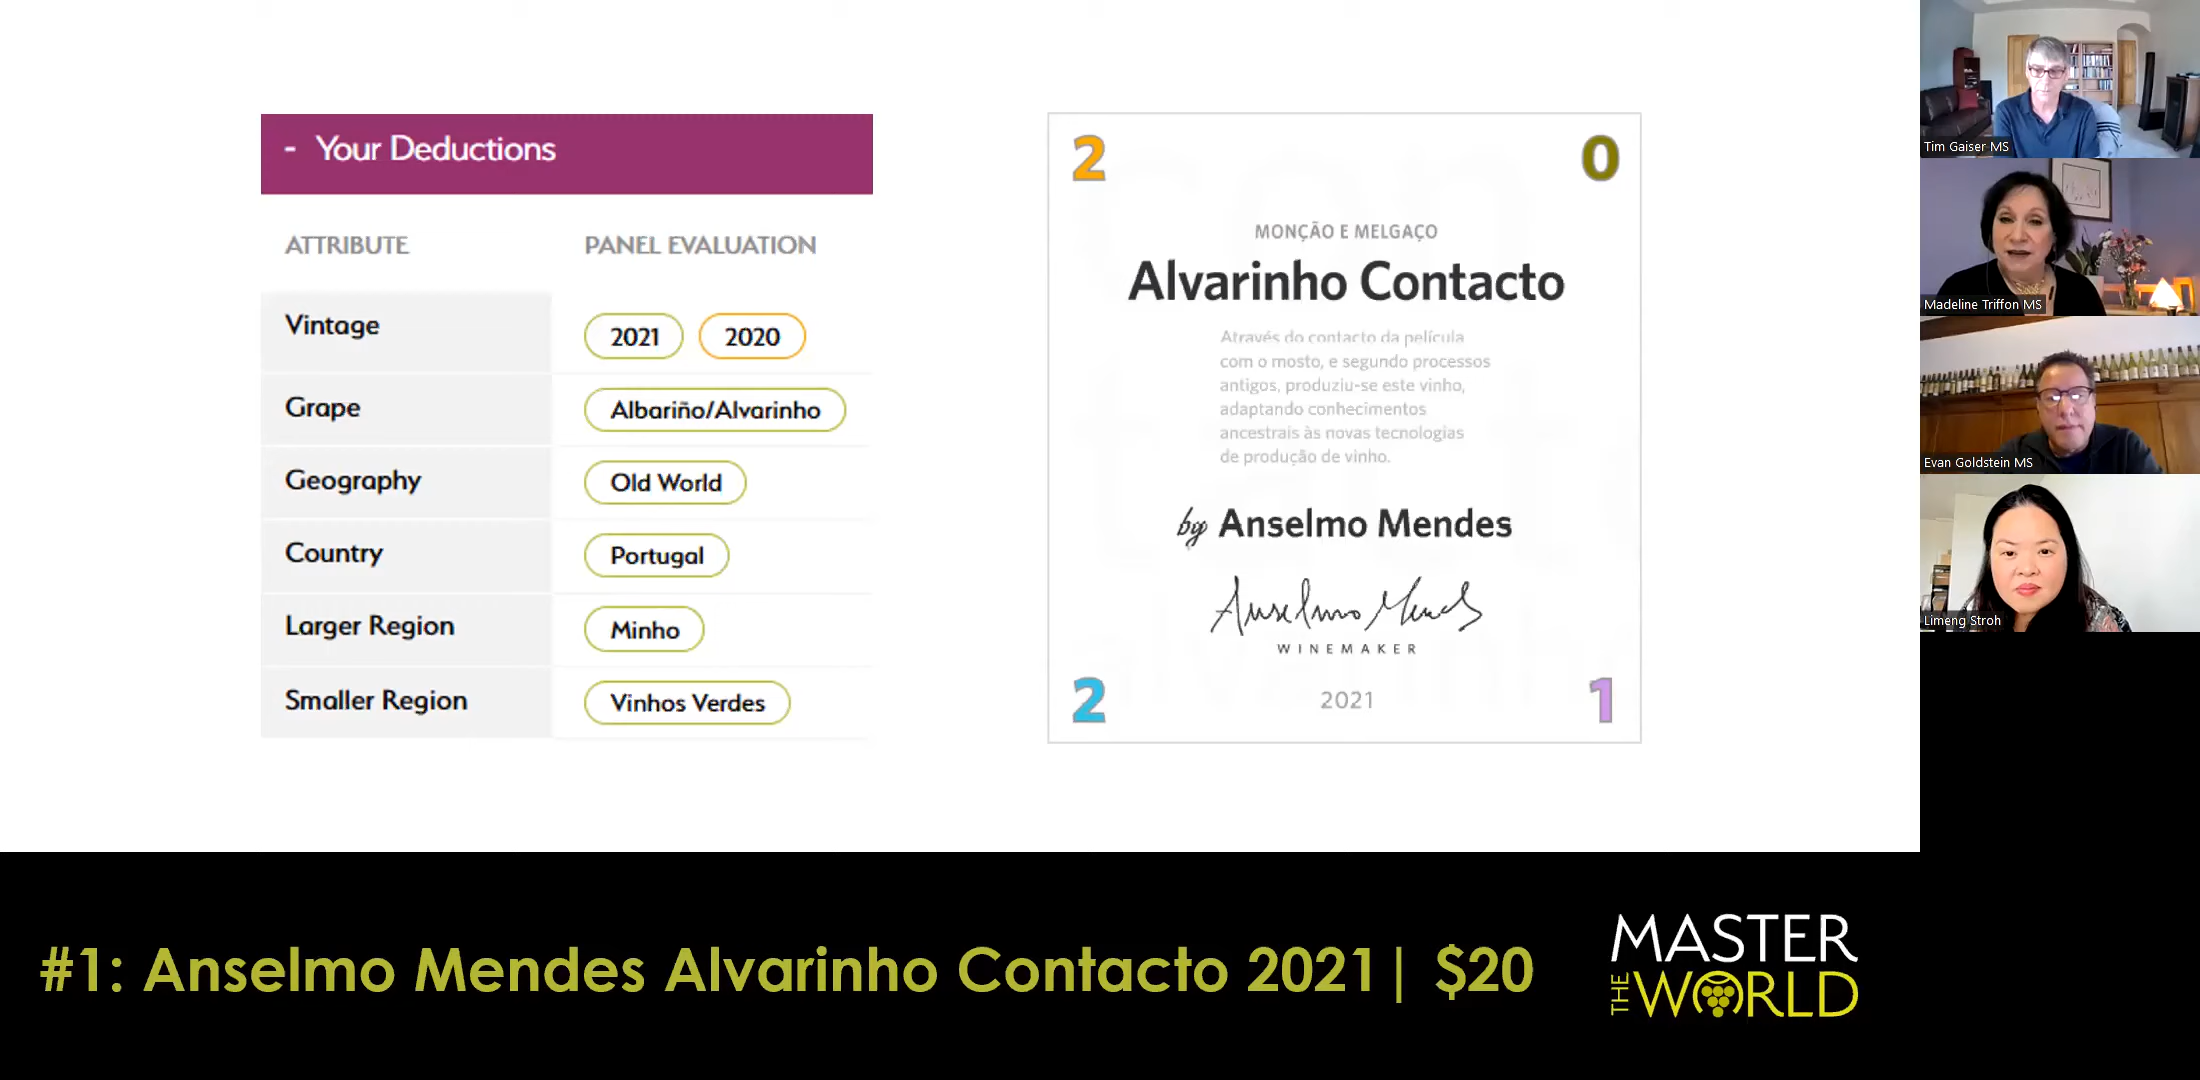 - Your Deductions
ATTRIBUTE PANEL EVALUATION
Vintage 2021 2020
Grape Albariño/Alvarinho
Geography Old World
Country Portugal
Larger Region Minho
Smaller Region Vinhos Verdes
2 0
MONÇÃO E MELGAÇO
Alvarinho Contacto
Através do contacto da película
com o mosto, e segundo processos
antigos, produziu-se este vinho,
adaptando conhecimentos
ancestrais às novas tecnologias
de produção de vinho.
by Anselmo Mendes
Anselmo Mendes
WINEMAKER
2 1
2021
Tim Gaiser MS
Madeline Triffon MS
Evan Goldstein MS
Limeng Stroh
#1: Anselmo Mendes Alvarinho Contacto 2021| $20
MASTER
THE WORLD